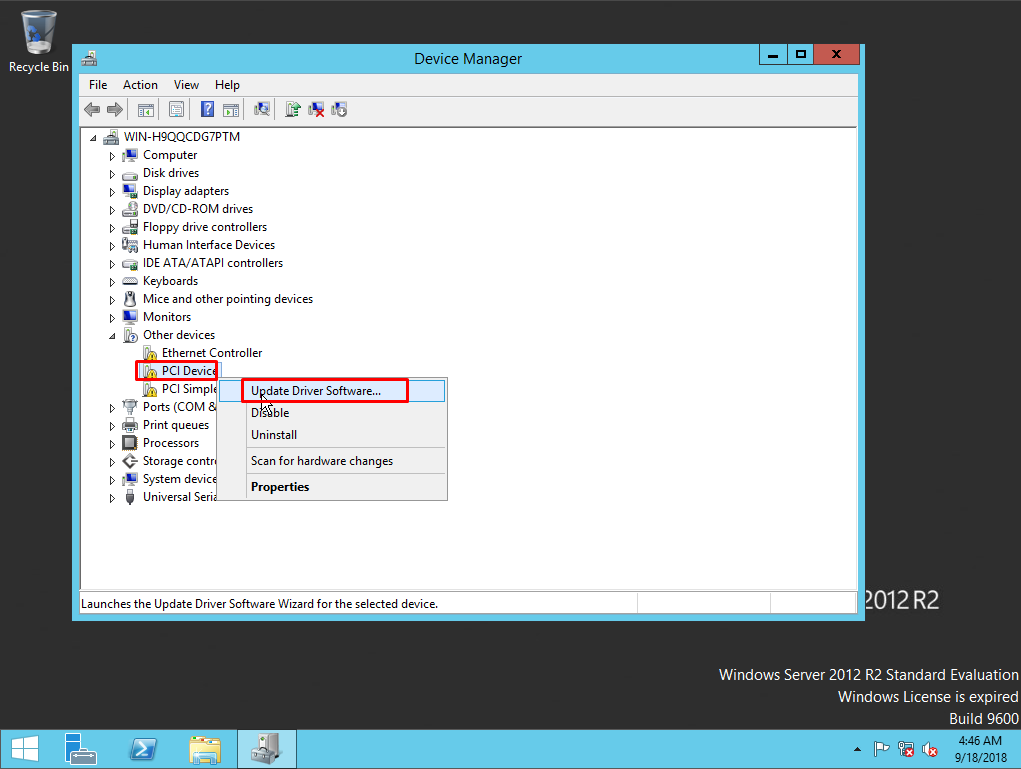 Recycle Bin
Device Manager
File Action View Help
WIN-H9QQCDG7PTM
Computer
Disk drives
Display adapters
DVD/CD-ROM drives
Floppy drive controllers
Human Interface Devices
IDE ATA/ATAPI controllers
Keyboards
Mice and other pointing devices
Monitors
Other devices
Ethernet Controller
PCI Device
PCI Simple
Ports (COM &
Print queues
Processors
Storage contro
System device
Universal Seria
Update Driver Software...
Disable
Uninstall
Scan for hardware changes
Properties
Launches the Update Driver Software Wizard for the selected device.
2012 R2
Windows Server 2012 R2 Standard Evaluation
Windows License is expired
Build 9600
4:46 AM
9/18/2018